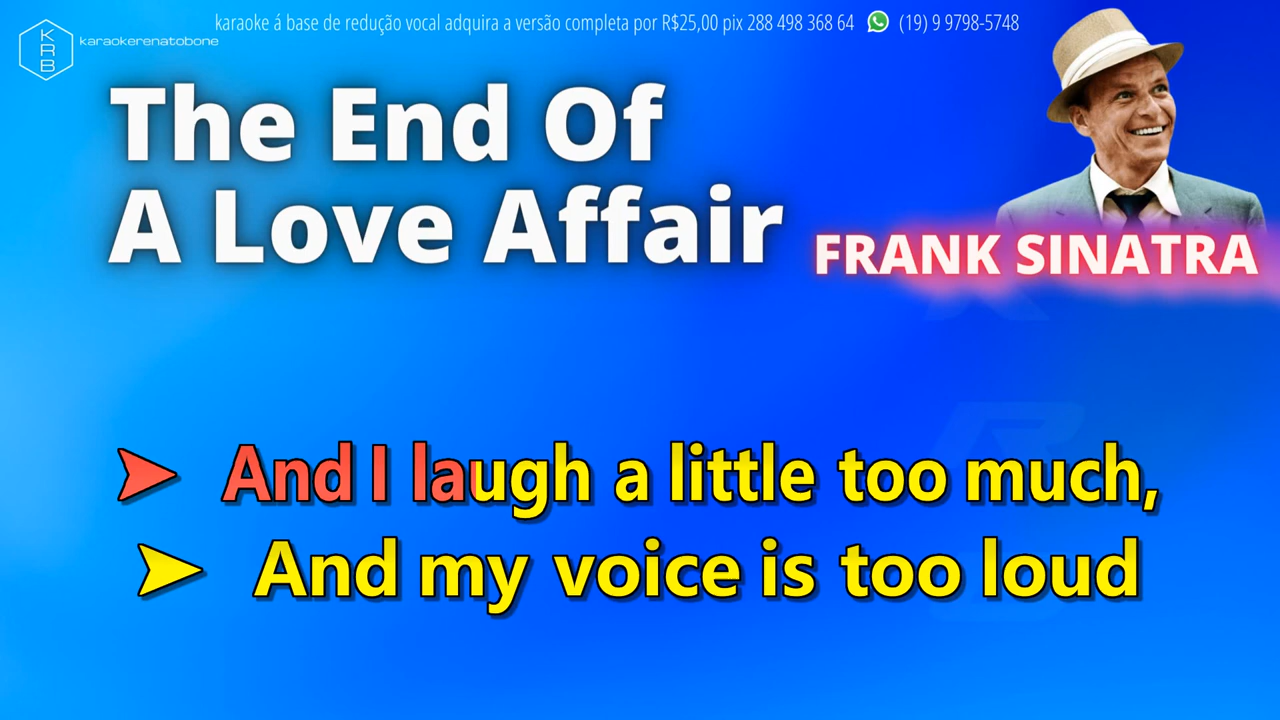 karaoke á base de redução vocal adquira a versão completa por R$25,00 pix 288 498 368 64 (19) 9 9798-5748
KRB
karaokerenatobone
The End Of
A Love Affair
FRANK SINATRA
And I laugh a little too much,
And my voice is too loud